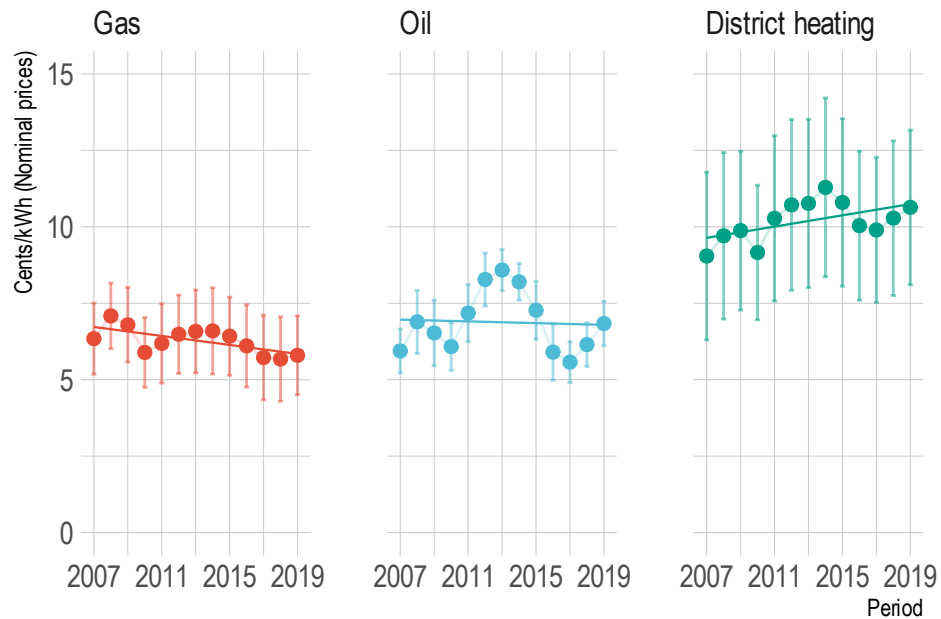 Gas
Oil
District heating
Cents/kWh (Nominal prices)
15
10
5
0
2007 2011 2015 2019
2007 2011 2015 2019
2007 2011 2015 2019
Period